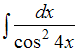 ∫ dx / cos² 4x